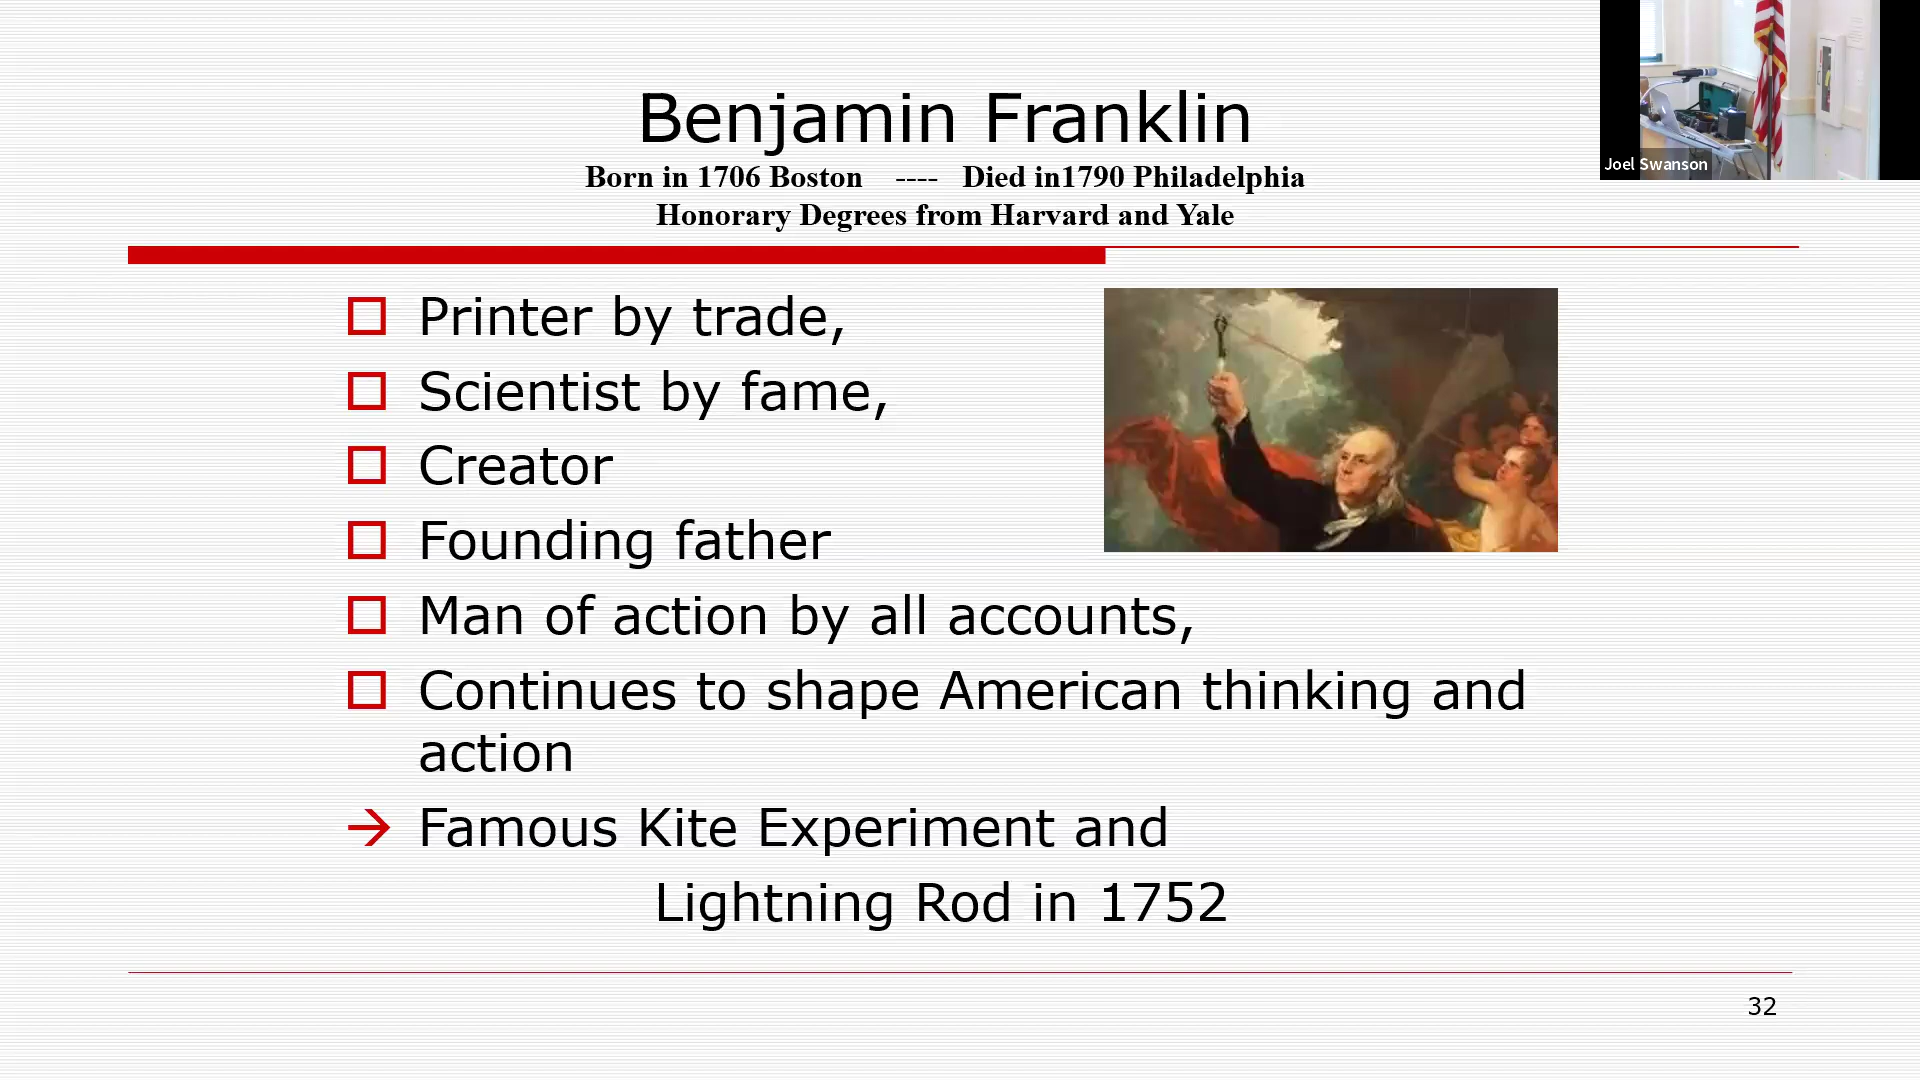 Benjamin Franklin
Born in 1706 Boston ---- Died in1790 Philadelphia
Honorary Degrees from Harvard and Yale
Joel Swanson
Printer by trade,
Scientist by fame,
Creator
Founding father
Man of action by all accounts,
Continues to shape American thinking and
action
→ Famous Kite Experiment and
Lightning Rod in 1752
32